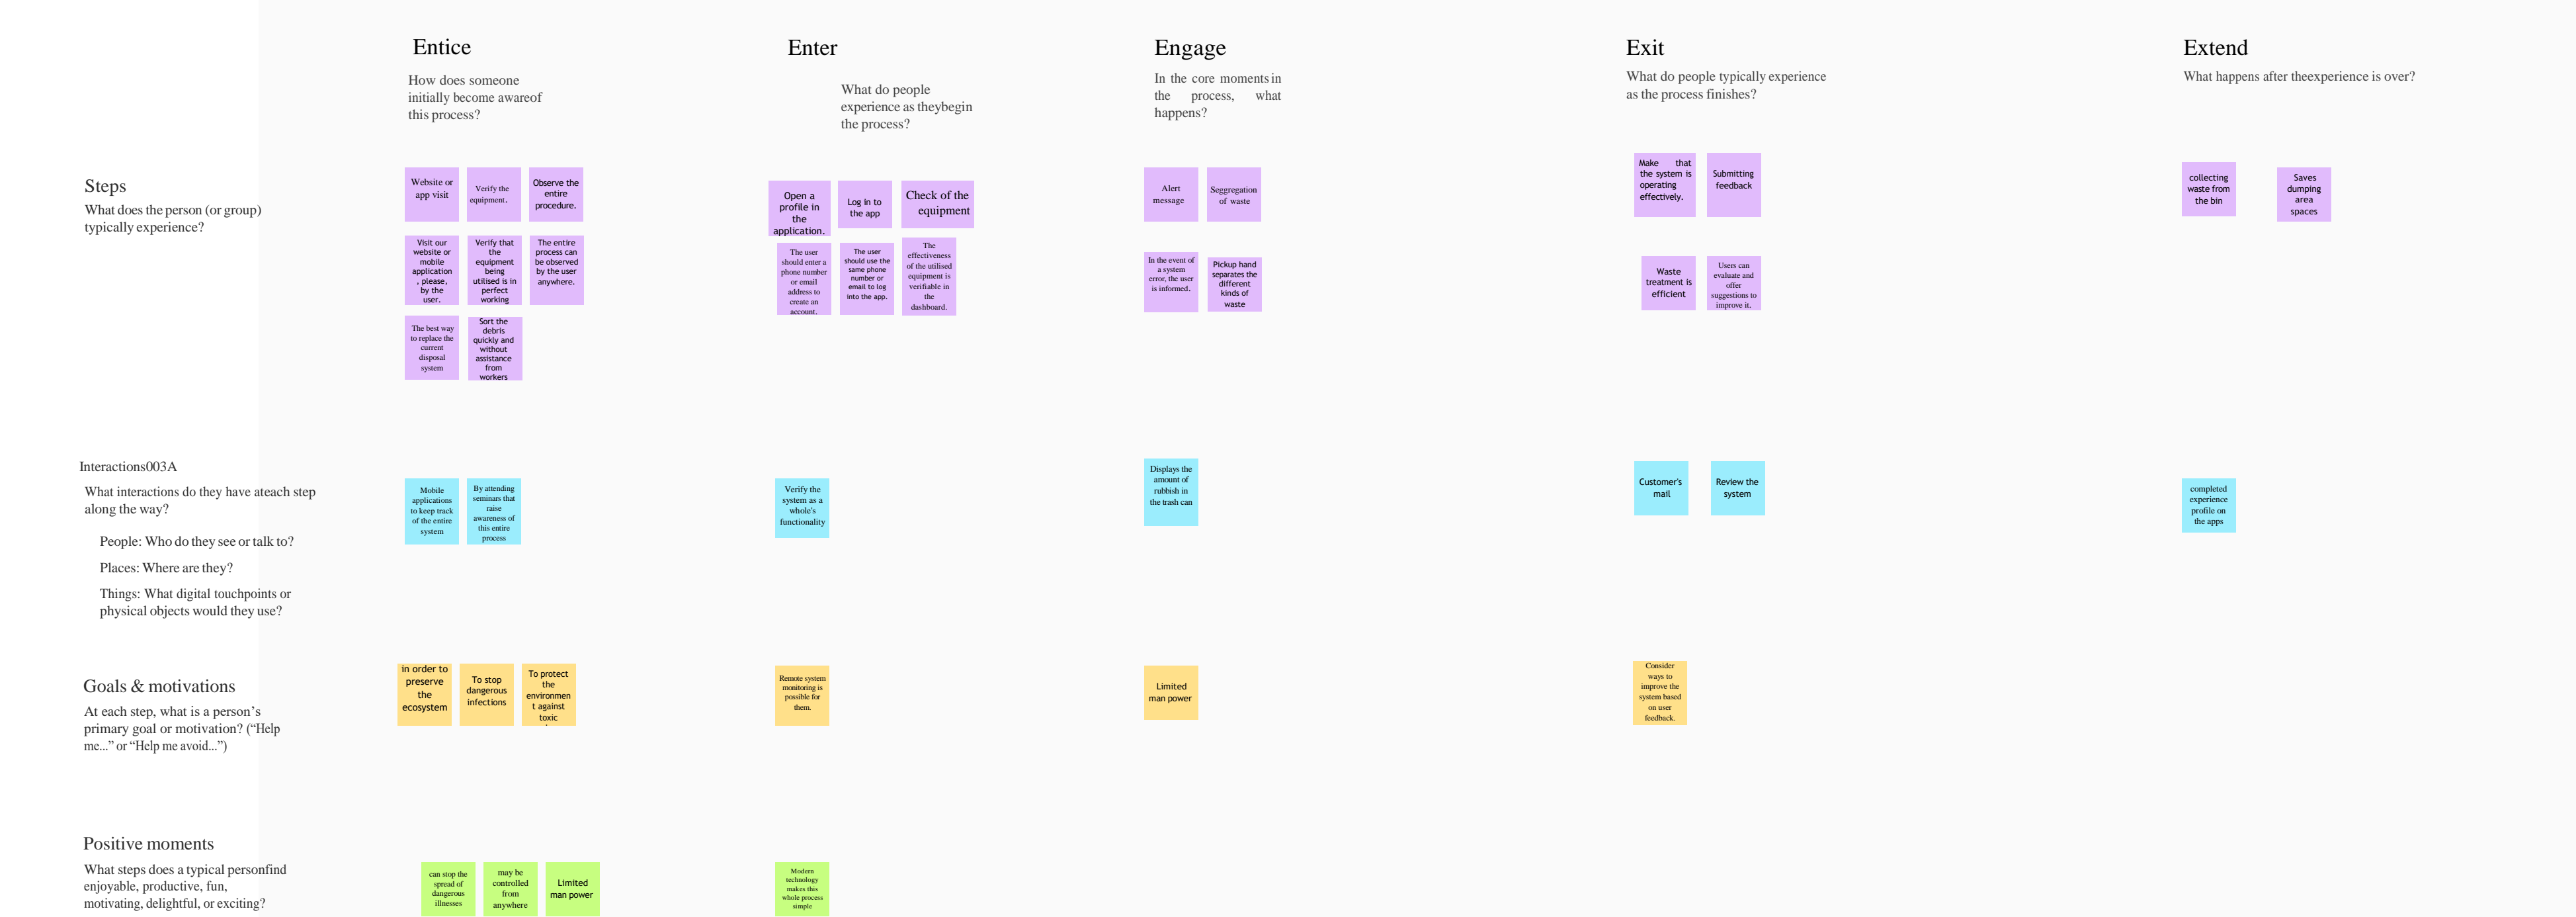 Entice
How does someone
initially become awareof
this process?
Enter
What do people
experience as theybegin
the process?
Engage
In the core moments in
the process, what
happens?
Exit
What do people typically experience
as the process finishes?
Extend
What happens after theexperience is over?
Steps
What does the person (or group)
typically experience?
Website or
app visit
Verify the
equipment.
Observe the
entire
procedure.
Visit our
website or
mobile
application
, please,
by the
user.
Verify that
the
equipment
being
utilised is in
perfect
working
The entire
process can
be observed
by the user
anywhere.
The best way
to replace the
current
disposal
system
Sort the
debris
quickly and
without
assistance
from
workers
Open a
profile in
the
application.
Log in to
the app
Check of the
equipment
The user
should enter a
phone number
or email
address to
create an
account.
The user
should use the
same phone
number or
email to log
into the app.
The
effectiveness
of the utilised
equipment is
verifiable in
the
dashboard.
Alert
message
Seggregation
of waste
In the event of
a system
error, the user
is informed.
Pickup hand
separates the
different
kinds of
waste
Make that
the system is
operating
effectively.
Submitting
feedback
Waste
treatment is
efficient
Users can
evaluate and
offer
suggestions to
improve it.
collecting
waste from
the bin
Saves
dumping
area
spaces
Interactions003A
What interactions do they have ateach step
along the way?
People: Who do they see or talk to?
Places: Where are they?
Things: What digital touchpoints or
physical objects would they use?
Mobile
applications
to keep track
of the entire
system
By attending
seminars that
raise
awareness of
this entire
process
Verify the
system as a
whole's
functionality
Displays the
amount of
rubbish in
the trash can
Customer's
mail
Review the
system
completed
experience
profile on
the apps
Goals & motivations
At each step, what is a person's
primary goal or motivation? (“Help
me...” or “Help me avoid...”)
in order to
preserve
the
ecosystem
To stop
dangerous
infections
To protect
the
environmen
t against
toxic
Remote system
monitoring is
possible for
them.
Limited
man power
Consider
ways to
improve the
system based
on user
feedback.
Positive moments
What steps does a typical personfind
enjoyable, productive, fun,
motivating, delightful, or exciting?
can stop the
spread of
dangerous
illnesses
may be
controlled
from
anywhere
Limited
man power
Modern
technology
makes this
whole process
simple